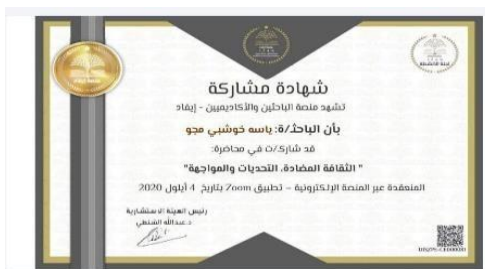 شهادة مشاركة
تشهد منصة الباحثين والأكاديميين - إيفاد
بأن الباحث/ة: ياسه خوشبي مجو
قد شارك/ت في محاضرة:
" الثقافة المضادة، التحديات والمواجهة"
المنعقدة عبر المنصة الإلكترونية – تطبيق Zoom بتاريخ 4 أيلول 2020
رئيس الهيئة الاستشارية
د. عبدالله الشنطي